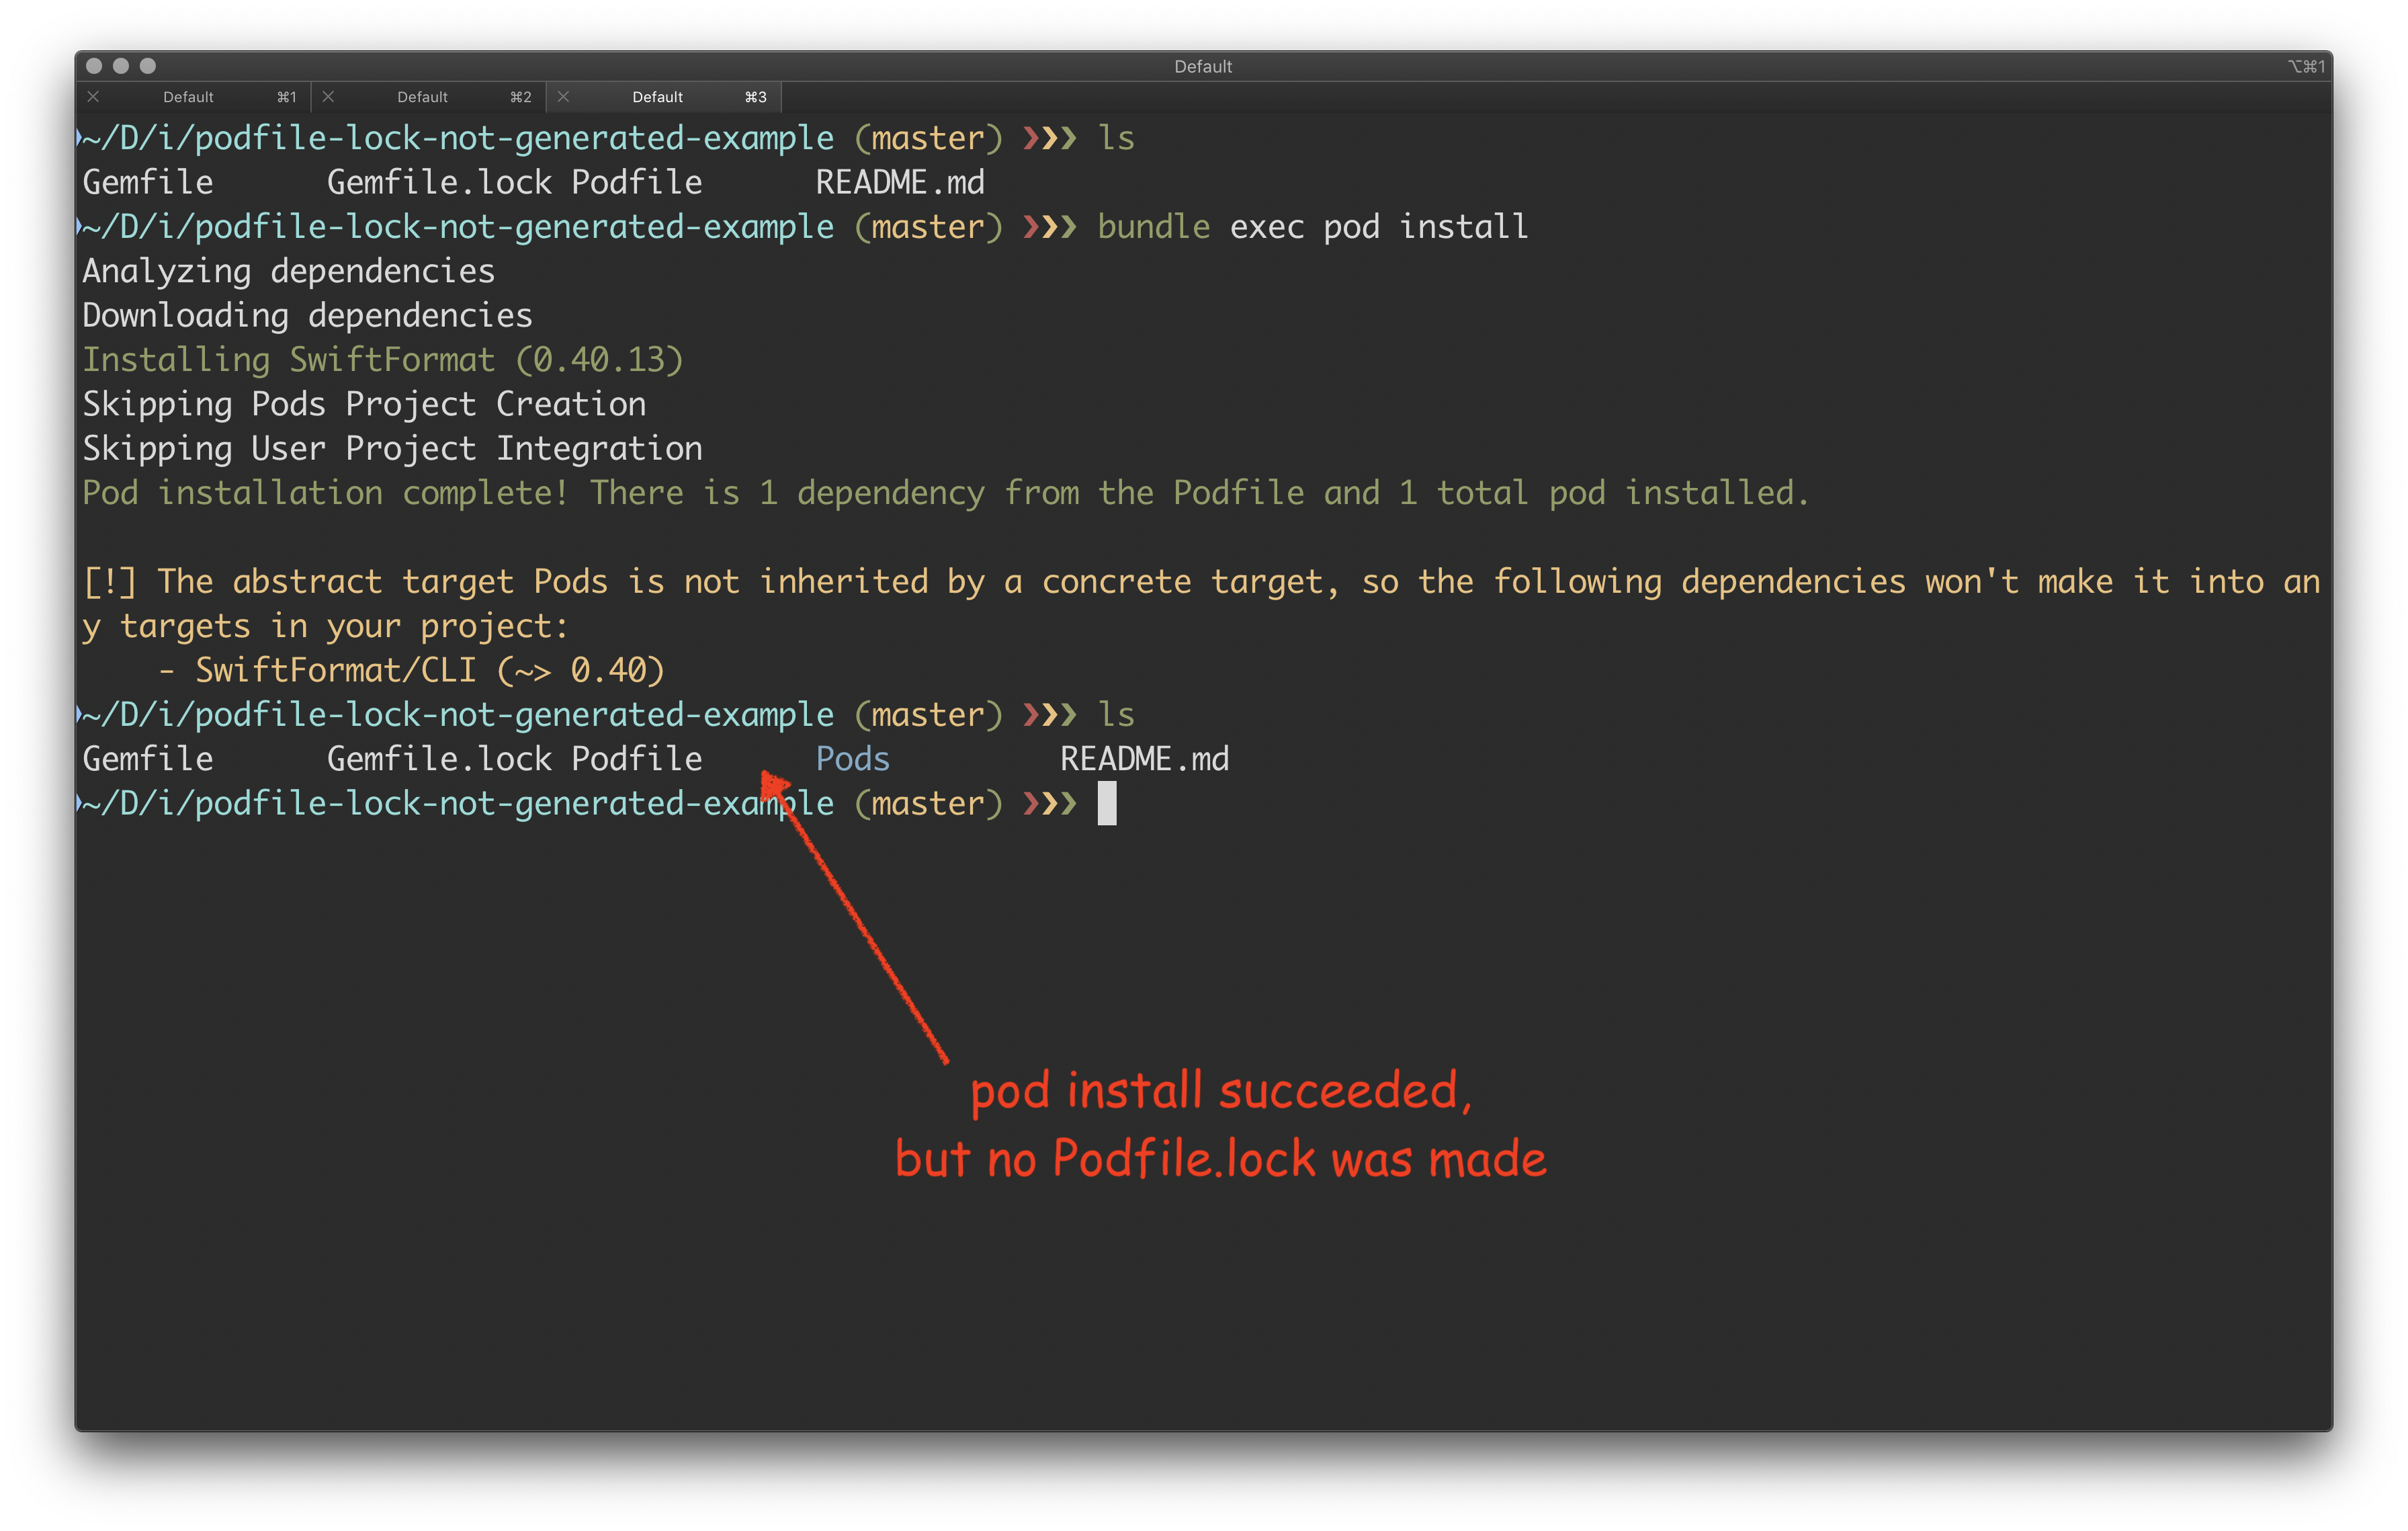 Default ⌥⌘1
Default ⌘1 Default ⌘2 Default ⌘3
~/D/i/podfile-lock-not-generated-example (master) ❯❯❯ ls
Gemfile Gemfile.lock Podfile README.md
~/D/i/podfile-lock-not-generated-example (master) ❯❯❯ bundle exec pod install
Analyzing dependencies
Downloading dependencies
Installing SwiftFormat (0.40.13)
Skipping Pods Project Creation
Skipping User Project Integration
Pod installation complete! There is 1 dependency from the Podfile and 1 total pod installed.
[!] The abstract target Pods is not inherited by a concrete target, so the following dependencies won't make it into an
y targets in your project:
- SwiftFormat/CLI (~> 0.40)
~/D/i/podfile-lock-not-generated-example (master) ❯❯❯ ls
Gemfile Gemfile.lock Podfile Pods README.md
~/D/i/podfile-lock-not-generated-example (master) ❯❯❯
pod install succeeded,
but no Podfile.lock was made